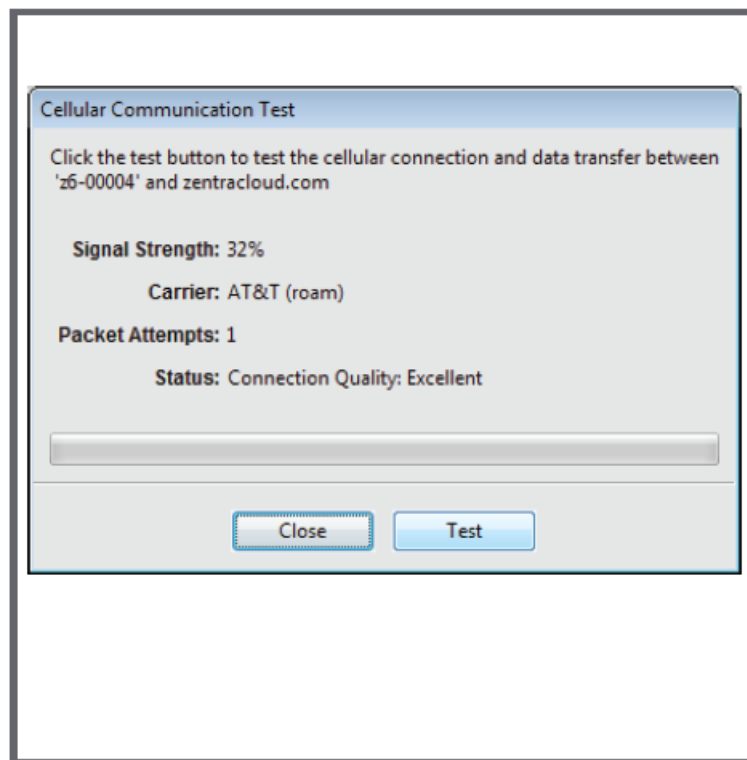 Cellular Communication Test
Click the test button to test the cellular connection and data transfer between
'z6-00004' and zentracloud.com
Signal Strength: 32%
Carrier: AT&T (roam)
Packet Attempts: 1
Status: Connection Quality: Excellent
Close Test